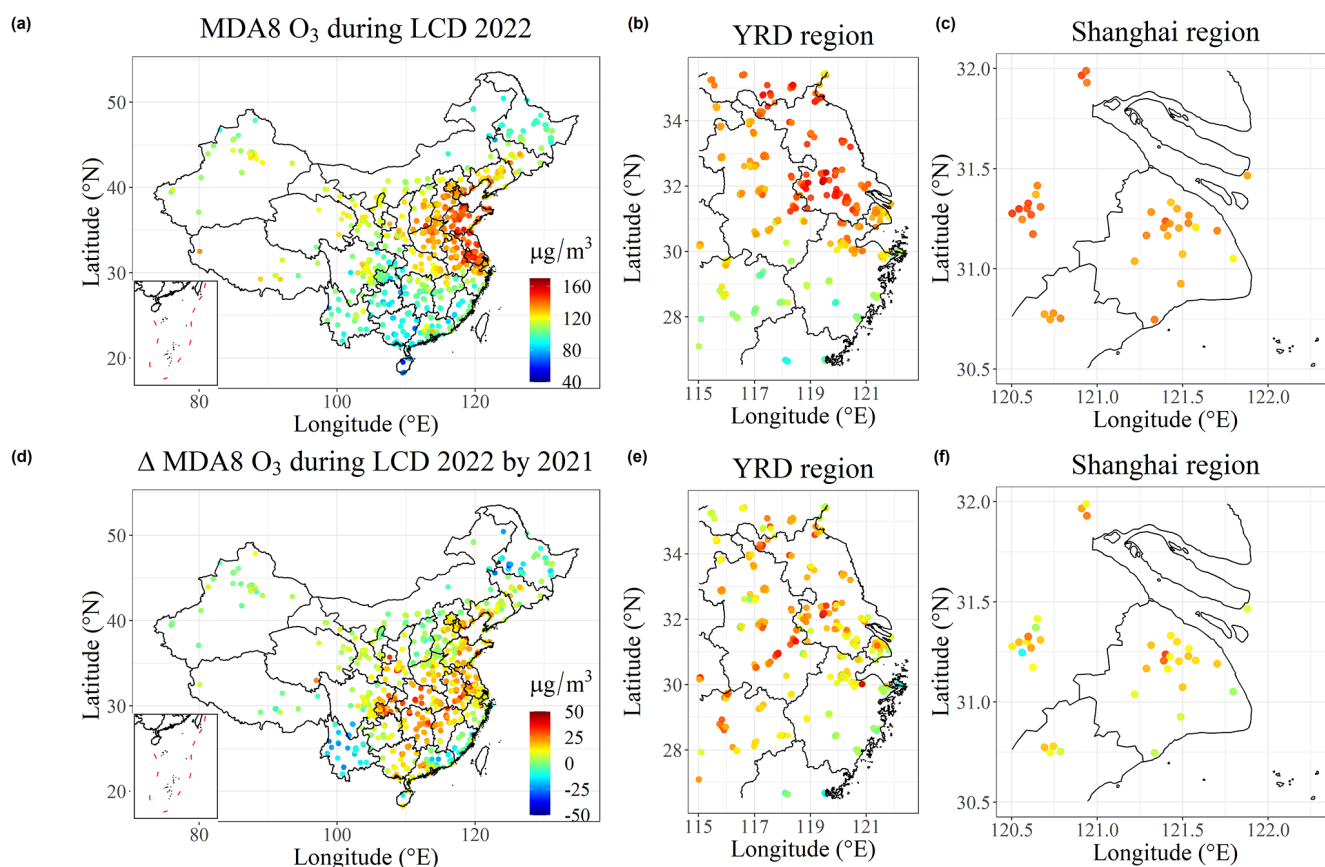 (a)
MDA8 O3 during LCD 2022
(b)
YRD region
(c)
Shanghai region
Latitude (°N)
50
40
30
20
80
100
120
Longitude (°E)
μg/m³
160
120
80
40
Latitude (°N)
34
32
30
28
115
117
119
121
Longitude (°E)
Latitude (°N)
32.0
31.5
31.0
30.5
120.5
121.0
121.5
122.0
Longitude (°E)
(d)
Δ MDA8 O3 during LCD 2022 by 2021
(e)
YRD region
(f)
Shanghai region
Latitude (°N)
50
40
30
20
80
100
120
Longitude (°E)
μg/m³
50
25
0
-25
-50
Latitude (°N)
34
32
30
28
115
117
119
121
Longitude (°E)
Latitude (°N)
32.0
31.5
31.0
30.5
120.5
121.0
121.5
122.0
Longitude (°E)